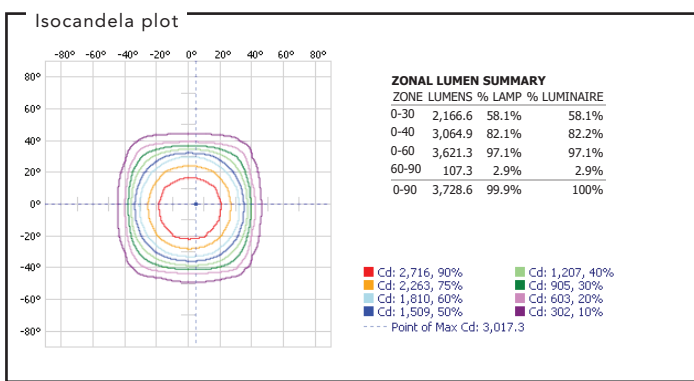 Isocandela plot
-80° -60° -40° -20° 0° 20° 40° 60° 80°
80°
60°
40°
20°
0°
-20°
-40°
-60°
-80°
ZONAL LUMEN SUMMARY
ZONE LUMENS % LAMP % LUMINAIRE
0-30 2,166.6 58.1% 58.1%
0-40 3,064.9 82.1% 82.2%
0-60 3,621.3 97.1% 97.1%
60-90 107.3 2.9% 2.9%
0-90 3,728.6 99.9% 100%
Cd: 2,716, 90%
Cd: 2,263, 75%
Cd: 1,810, 60%
Cd: 1,509, 50%
Cd: 1,207, 40%
Cd: 905, 30%
Cd: 603, 20%
Cd: 302, 10%
Point of Max Cd: 3,017.3